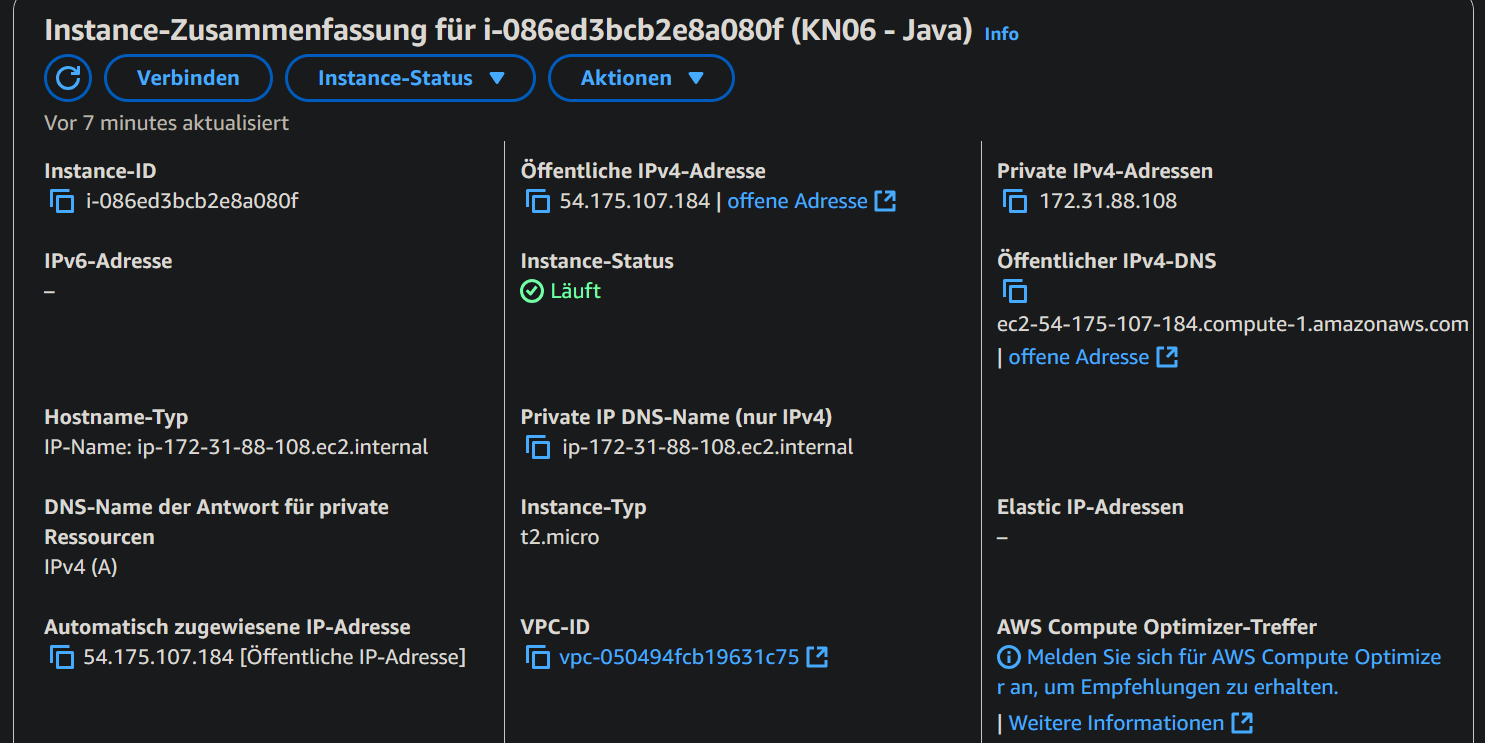 Instance-Zusammenfassung für i-086ed3bcb2e8a080f (KN06 - Java) Info
Verbinden Instance-Status Aktionen
Vor 7 minutes aktualisiert
Instance-ID
i-086ed3bcb2e8a080f
Öffentliche IPv4-Adresse
54.175.107.184 | offene Adresse
Private IPv4-Adressen
172.31.88.108
IPv6-Adresse
–
Instance-Status
Läuft
Öffentlicher IPv4-DNS
ec2-54-175-107-184.compute-1.amazonaws.com
| offene Adresse
Hostname-Typ
IP-Name: ip-172-31-88-108.ec2.internal
Private IP DNS-Name (nur IPv4)
ip-172-31-88-108.ec2.internal
DNS-Name der Antwort für private
Ressourcen
IPv4 (A)
Instance-Typ
t2.micro
Elastic IP-Adressen
–
Automatisch zugewiesene IP-Adresse
54.175.107.184 [Öffentliche IP-Adresse]
VPC-ID
vpc-050494fcb19631c75
AWS Compute Optimizer-Treffer
Melden Sie sich für AWS Compute Optimize
r an, um Empfehlungen zu erhalten.
| Weitere Informationen